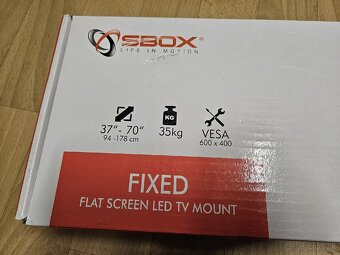 SBOX®
LIFE IN MOTION
KG
37"- 70"
94 -178 cm
35kg
VESA
600 x 400
FIXED
FLAT SCREEN LED TV MOUNT